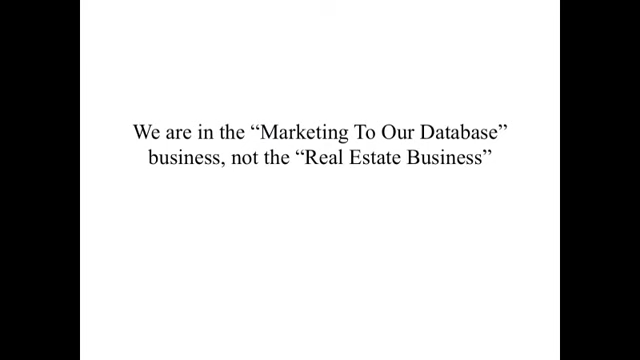 We are in the “Marketing To Our Database”
business, not the “Real Estate Business”